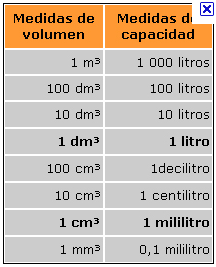 Medidas de volumen Medidas de capacidad
1 m³ 1 000 litros
100 dm³ 100 litros
10 dm³ 10 litros
1 dm³ 1 litro
100 cm³ 1decilitro
10 cm³ 1 centilitro
1 cm³ 1 mililitro
1 mm³ 0,1 mililitro